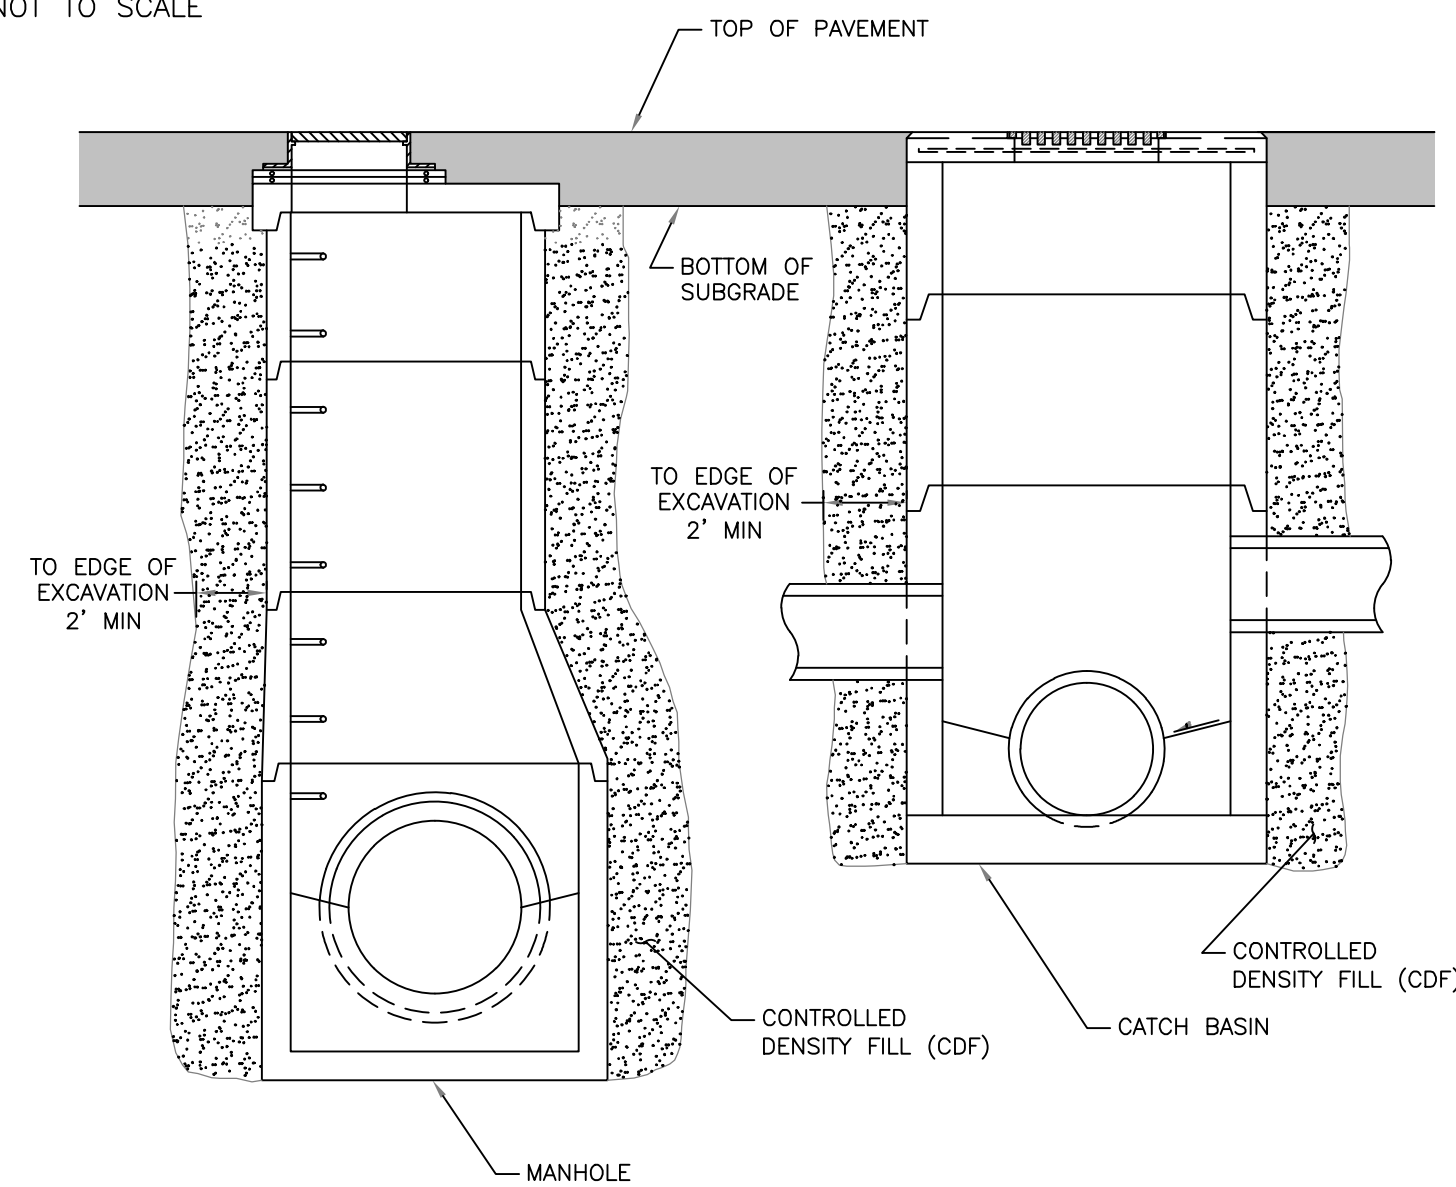 NOT TO SCALE
TOP OF PAVEMENT
BOTTOM OF
SUBGRADE
TO EDGE OF
EXCAVATION
2' MIN
TO EDGE OF
EXCAVATION
2' MIN
CONTROLLED
DENSITY FILL (CDF)
CONTROLLED
DENSITY FILL (CDF)
CATCH BASIN
MANHOLE